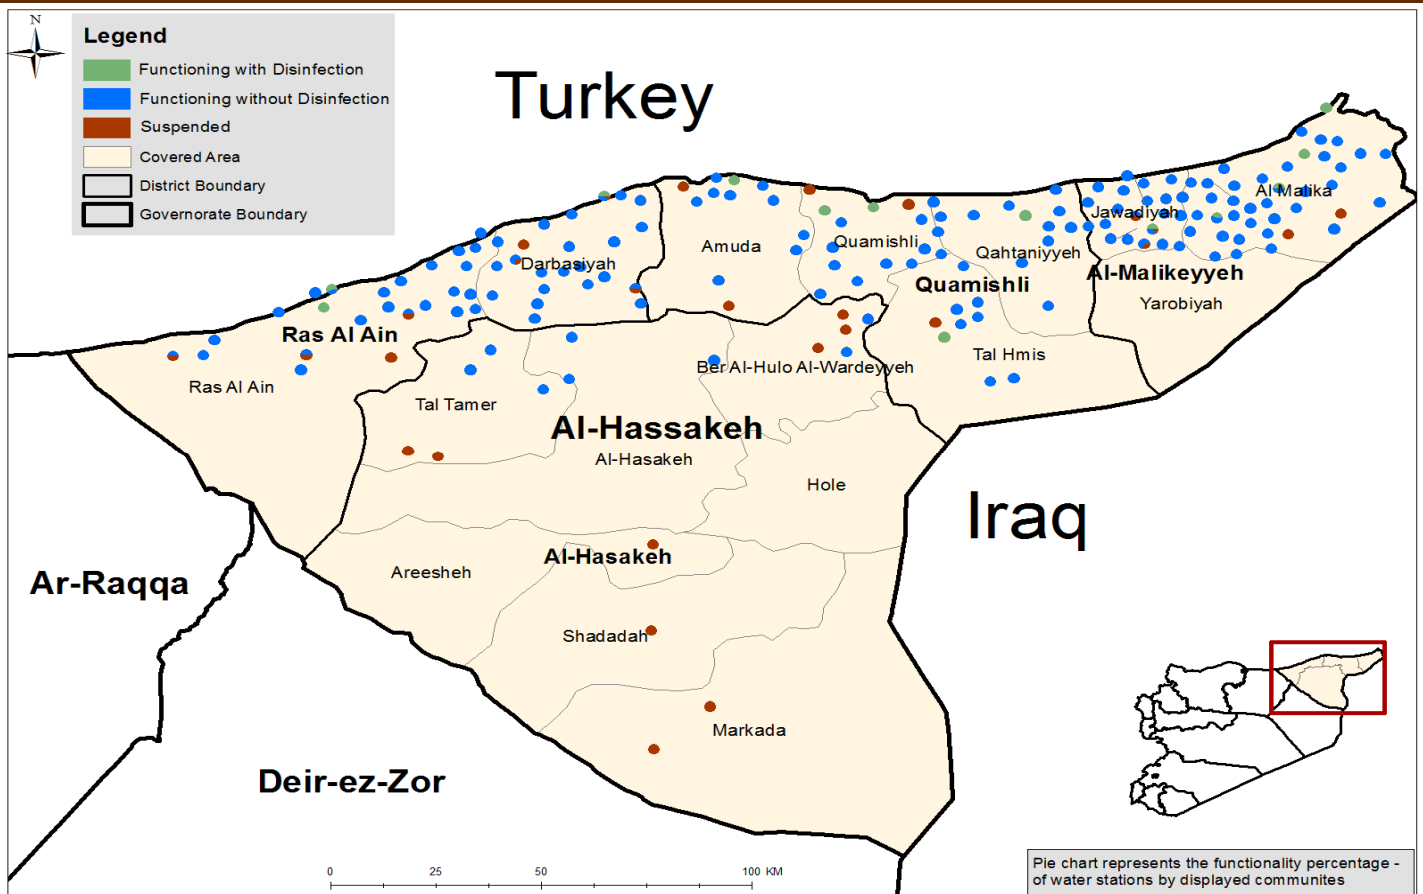 N
Legend
Functioning with Disinfection
Functioning without Disinfection
Suspended
Covered Area
District Boundary
Governorate Boundary
Turkey
Al Malika
Jawadiyah
Amuda
Quamishli
Qahtaniyyeh
Darbasiyah
Al-Malikeyyeh
Quamishli
Yarobiyah
Ras Al Ain
Tal Hmis
Ber Al-Hulo Al-Wardeyyeh
Ras Al Ain
Tal Tamer
Al-Hassakeh
Al-Hasakeh
Hole
Iraq
Al-Hasakeh
Areesheh
Ar-Raqqa
Shadadah
Markada
Deir-ez-Zor
0 25 50 100 KM
Pie chart represents the functionality percentage -
of water stations by displayed communites